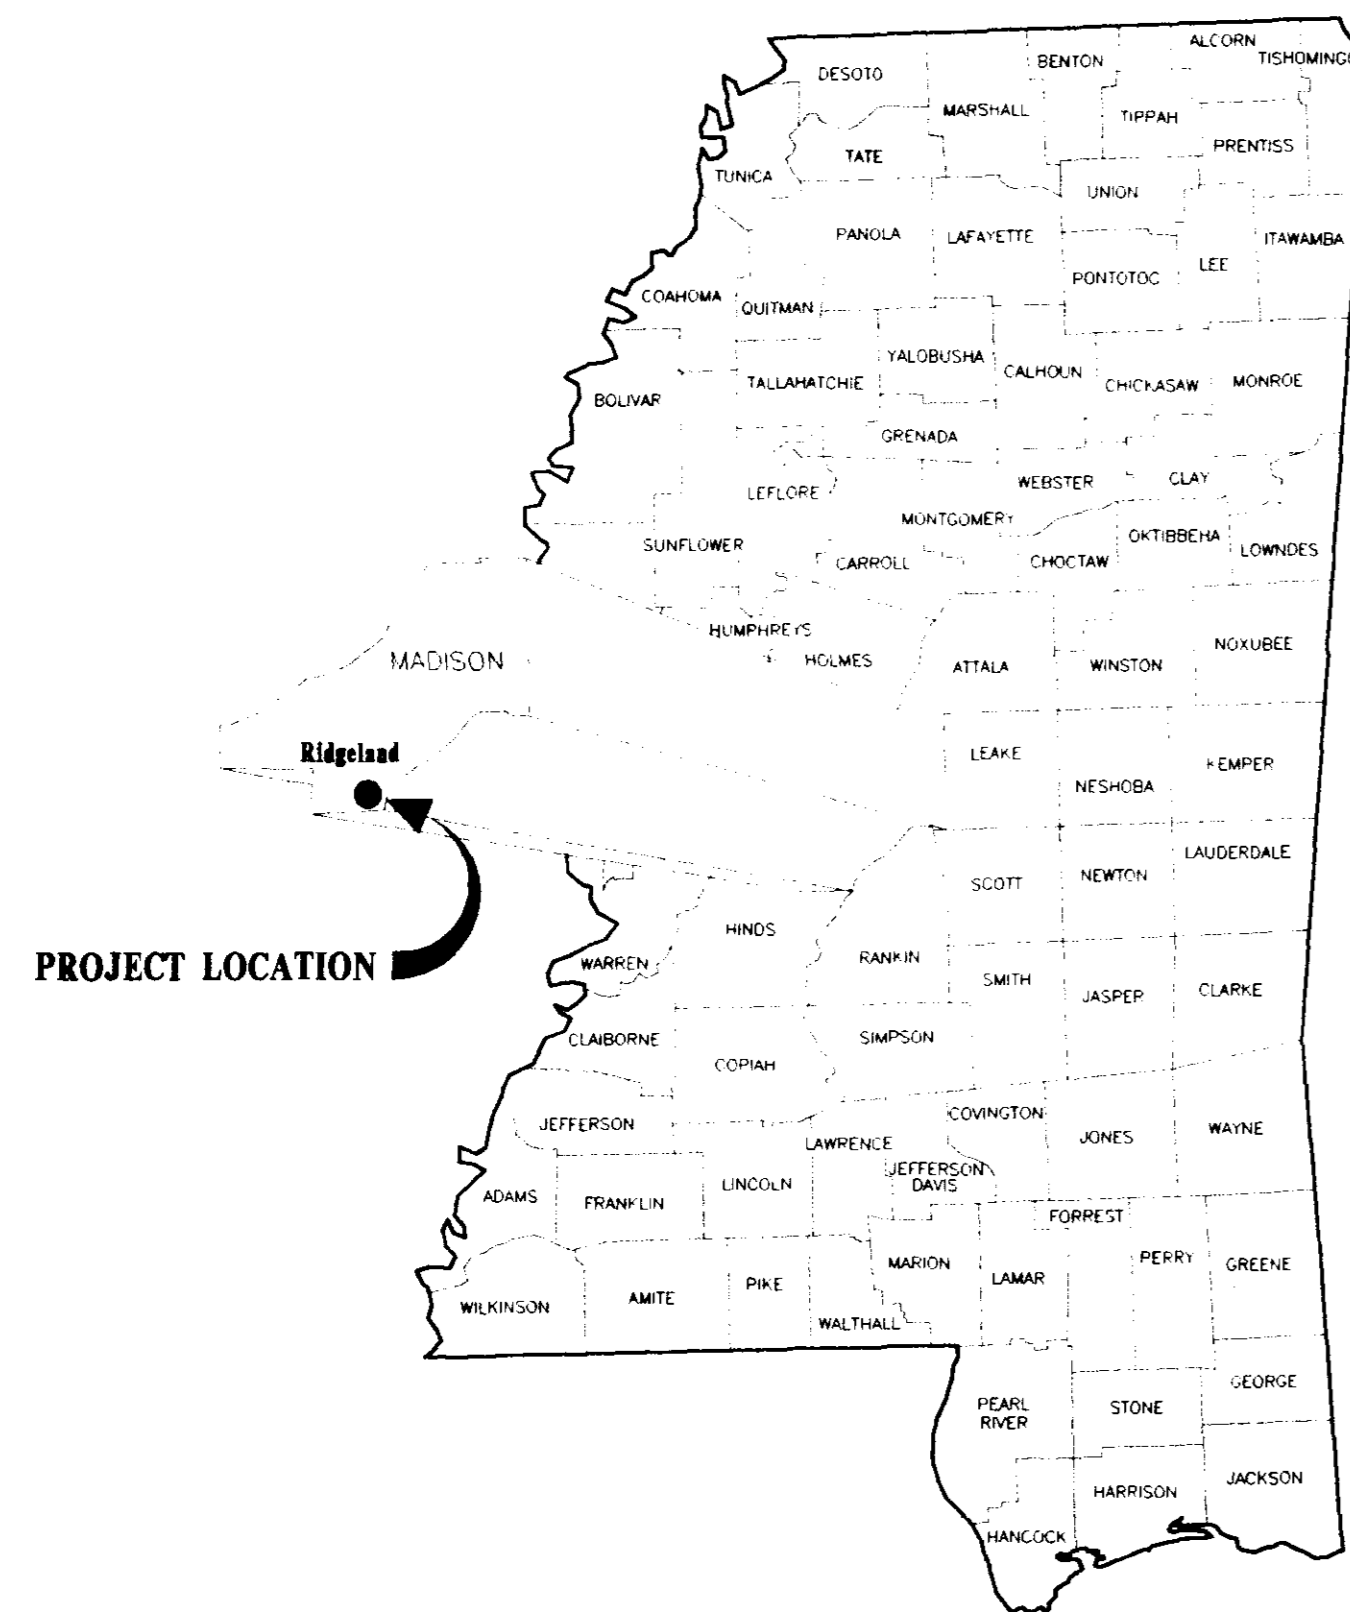 ALCORN
BENTON
TISHOMING
DESOTO
MARSHALL
TIPPAH
PRENTISS
TATE
TUNICA
UNION
PANOLA
LAFAYETTE
ITAWAMBA
LEE
PONTOTOC
COAHOMA
QUITMAN
YALOBUSHA
CALHOUN
TALLAHATCHIE
CHICKASAW
MONROE
BOLIVAR
GRENADA
WEBSTER
CLAY
LEFLORE
MONTGOMERY
OKTIBBEHA
SUNFLOWER
LOWNDES
CARROLL
CHOCTAW
HUMPHREYS
NOXUBEE
MADISON
HOLMES
ATTALA
WINSTON
Ridgeland
LEAKE
KEMPER
NESHOBA
LAUDERDALE
SCOTT
NEWTON
HINDS
PROJECT LOCATION
WARREN
RANKIN
SMITH
JASPER
CLARKE
CLAIBORNE
SIMPSON
COPIAH
COVINGTON
JEFFERSON
LAWRENCE
JONES
WAYNE
JEFFERSON
DAVIS
ADAMS
FRANKLIN
LINCOLN
FORREST
MARION
LAMAR
PERRY
GREENE
WILKINSON
AMITE
PIKE
WALTHALL
GEORGE
PEARL
RIVER
STONE
HARRISON
JACKSON
HANCOCK